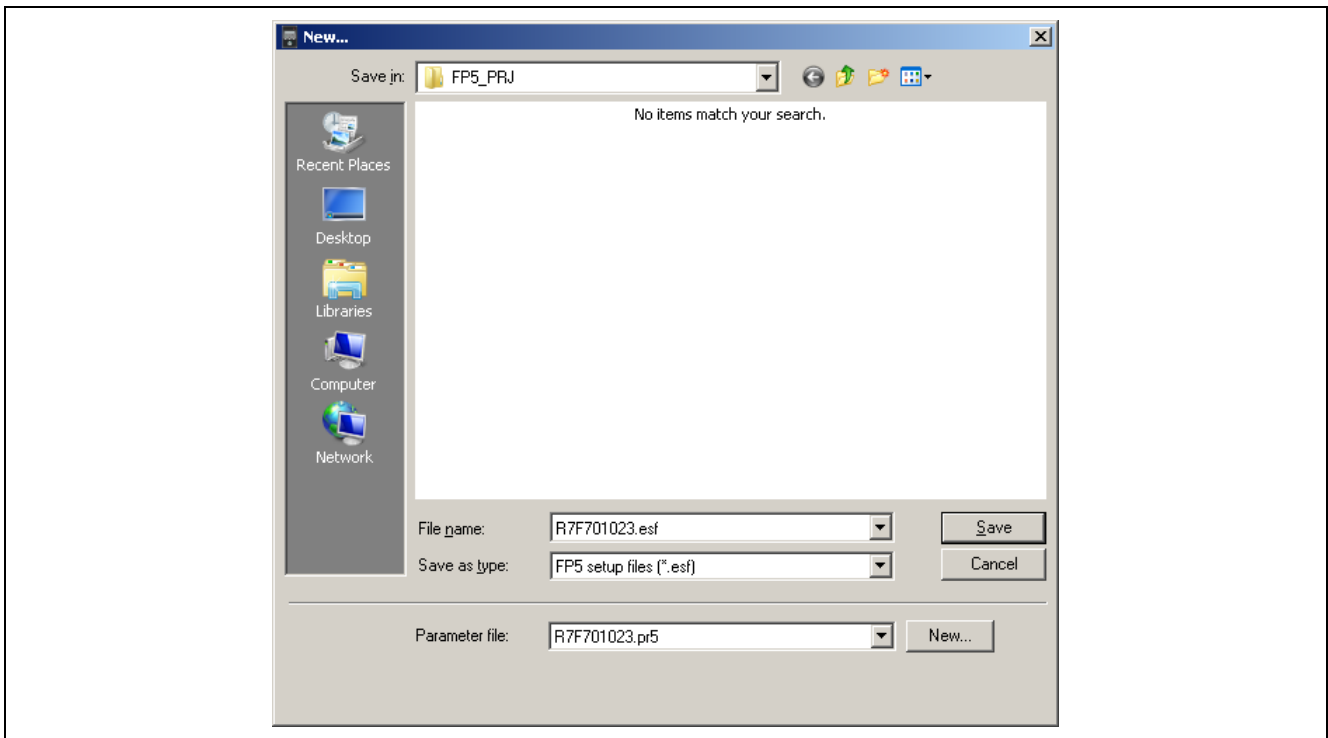 New...
Save in: FP5_PRJ
No items match your search.
Recent Places
Desktop
Libraries
Computer
Network
File name: R7F701023.esf Save
Save as type: FP5 setup files (*.esf) Cancel
Parameter file: R7F701023.pr5 New...